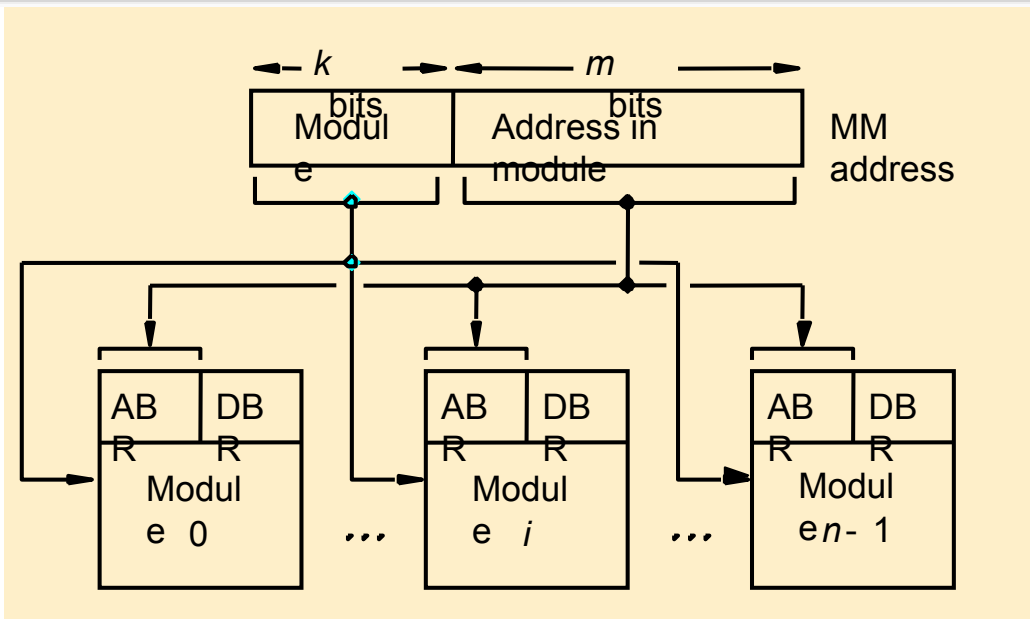 k m
bits bits
Modul Address in MM
e module address
AB DB AB DB AB DB
R R R R R R
Modul Modul Modul
e 0 e i en- 1
... ...